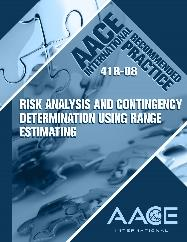 AACE
INTERNATIONAL
RECOMMENDED
PRACTICE
41R-08
RISK ANALYSIS AND CONTINGENCY
DETERMINATION USING RANGE
ESTIMATING
AACE
INTERNATIONAL